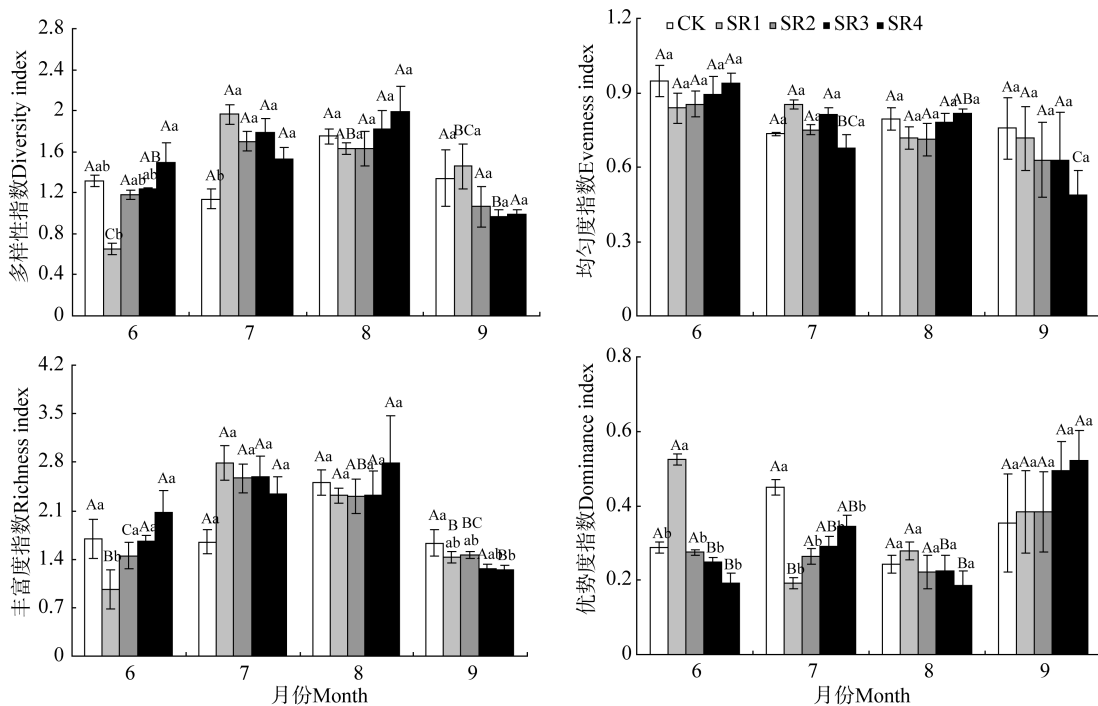 多样性指数Diversity index
2.8
2.4
2
1.6
1.2
0.8
0.4
0
Aab
Cb
Aab
AB
ab
Aa
Ab
Aa
Aa
Aa
Aa
Aa
ABa
Aa
Aa
Aa
Aa
BCa
Aa
Ba
Aa
6
7
8
9
均匀度指数Evenness index
CK SR1 SR2 SR3 SR4
1.2
0.9
0.6
0.3
0
Aa
Aa
Aa
Aa
Aa
Aa
Aa
Aa
Aa
BCa
Aa
Aa
Aa
Aa
ABa
Aa
Aa
Aa
Aa
Ca
6
7
8
9
丰富度指数Richness index
4.2
3.5
2.8
2.1
1.4
0.7
0
Aa
Bb
Ca
Aa
Aa
Aa
Aa
Aa
Aa
Aa
Aa
Aa
ABa
Aa
Aa
Aa
B
ab
BC
ab
Aab
Bb
6
7
8
9
月份Month
优势度指数Dominance index
0.8
0.6
0.4
0.2
0
Ab
Aa
Ab
Bb
Bb
Aa
Bb
Ab
ABb
ABb
Aa
Aa
Aa
Ba
Ba
Aa
Aa
Aa
Aa
Aa
6
7
8
9
月份Month